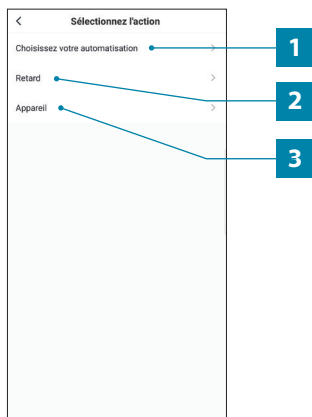 Sélectionnez l'action
Choisissez votre automatisation
1
Retard
2
Appareil
3